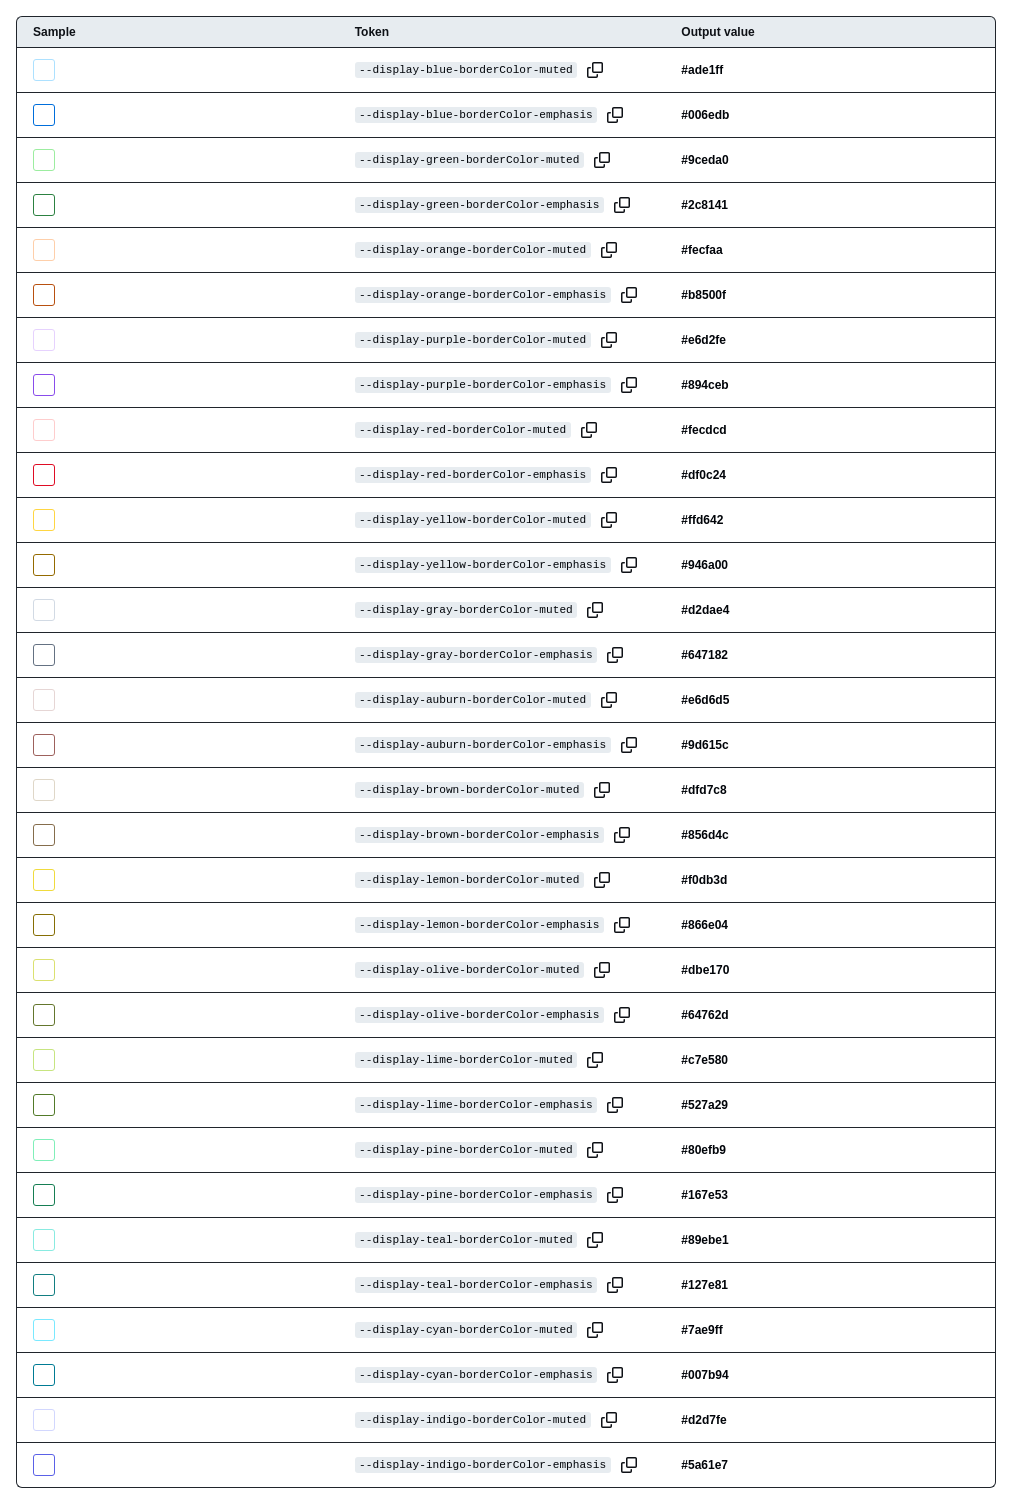 Sample Token Output value
--display-blue-borderColor-muted #ade1ff
--display-blue-borderColor-emphasis #006edb
--display-green-borderColor-muted #9ceda0
--display-green-borderColor-emphasis #2c8141
--display-orange-borderColor-muted #fecfaa
--display-orange-borderColor-emphasis #b8500f
--display-purple-borderColor-muted #e6d2fe
--display-purple-borderColor-emphasis #894ceb
--display-red-borderColor-muted #fecdcd
--display-red-borderColor-emphasis #df0c24
--display-yellow-borderColor-muted #ffd642
--display-yellow-borderColor-emphasis #946a00
--display-gray-borderColor-muted #d2dae4
--display-gray-borderColor-emphasis #647182
--display-auburn-borderColor-muted #e6d6d5
--display-auburn-borderColor-emphasis #9d615c
--display-brown-borderColor-muted #dfd7c8
--display-brown-borderColor-emphasis #856d4c
--display-lemon-borderColor-muted #f0db3d
--display-lemon-borderColor-emphasis #866e04
--display-olive-borderColor-muted #dbe170
--display-olive-borderColor-emphasis #64762d
--display-lime-borderColor-muted #c7e580
--display-lime-borderColor-emphasis #527a29
--display-pine-borderColor-muted #80efb9
--display-pine-borderColor-emphasis #167e53
--display-teal-borderColor-muted #89ebe1
--display-teal-borderColor-emphasis #127e81
--display-cyan-borderColor-muted #7ae9ff
--display-cyan-borderColor-emphasis #007b94
--display-indigo-borderColor-muted #d2d7fe
--display-indigo-borderColor-emphasis #5a61e7